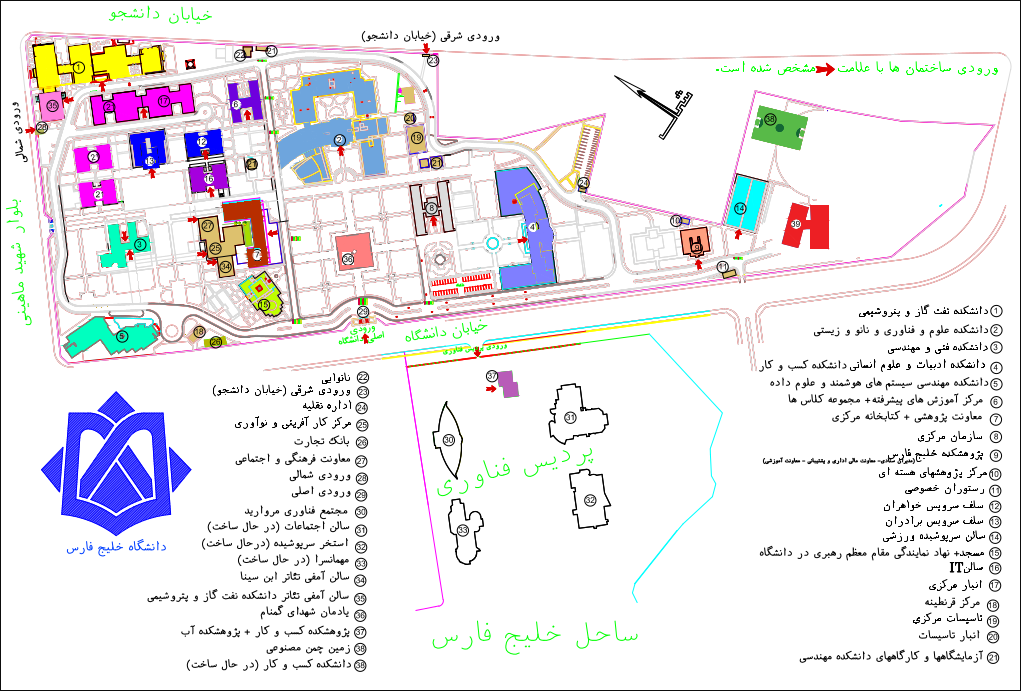 خیابان دانشجو
ورودی شرقی (خیابان دانشجو)
ورودی ساختمان ها با علامت مشخص شده است.
ورودی شمالی
بلوار شهید ماهینی
ورودی اصلی دانشگاه
خیابان دانشگاه
ورودی پردیس فناوری
پردیس فناوری
ساحل خلیج فارس
دانشگاه خلیج فارس
1 دانشکده نفت گاز و پتروشیمی
2 دانشکده علوم و فناوری و نانو و زیستی
3 دانشکده فنی و مهندسی
4 دانشکده ادبیات و علوم انسانی دانشکده کسب و کار
5 دانشکده مهندسی سیستم های هوشمند و علوم داده
6 مرکز آموزش های پیشرفته+ مجموعه کلاس ها
7 معاونت پژوهشی + کتابخانه مرکزی
8 سازمان مرکزی
(مدیران ستادی- معاونت مالی اداری و پشتیبانی - معاونت آموزشی)
9 پژوهشکده خلیج فارس
10 مرکز پژوهشهای هسته ای
11 رستوران خصوصی
12 سلف سرویس خواهران
13 سلف سرویس برادران
14 سالن سرپوشیده ورزشی
15 مسجد+ نهاد نمایندگی مقام معظم رهبری در دانشگاه
16 سالن IT
17 انبار مرکزی
18 مرکز قرنطینه
19 تاسیسات مرکزی
20 انبار تاسیسات
21 آزمایشگاهها و کارگاههای دانشکده مهندسی
22 نانوایی
23 ورودی شرقی (خیابان دانشجو)
24 اداره نقلیه
25 مرکز کار آفرینی و نوآوری
26 بانک تجارت
27 معاونت فرهنگی و اجتماعی
28 ورودی شمالی
29 ورودی اصلی
30 مجتمع فناوری مروارید
31 سالن اجتماعات (در حال ساخت)
32 استخر سرپوشیده (درحال ساخت)
33 مهمانسرا (در حال ساخت)
34 سالن آمفی تئاتر ابن سینا
35 سالن آمفی تئاتر دانشکده نفت گاز و پتروشیمی
36 یادمان شهدای گمنام
37 پژوهشکده کسب و کار + پژوهشکده آب
38 زمین چمن مصنوعی
38 دانشکده کسب و کار (در حال ساخت)